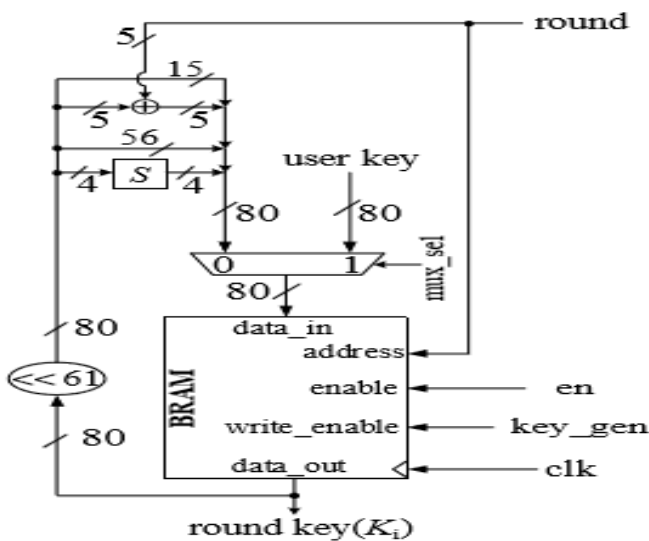 round
5
15
5
5
56
user key
4
S
4
80
80
0
1
mux_sel
80
80
data_in
address
<< 61
BRAM
enable
en
write_enable
key_gen
80
data_out
clk
round key(Ki)